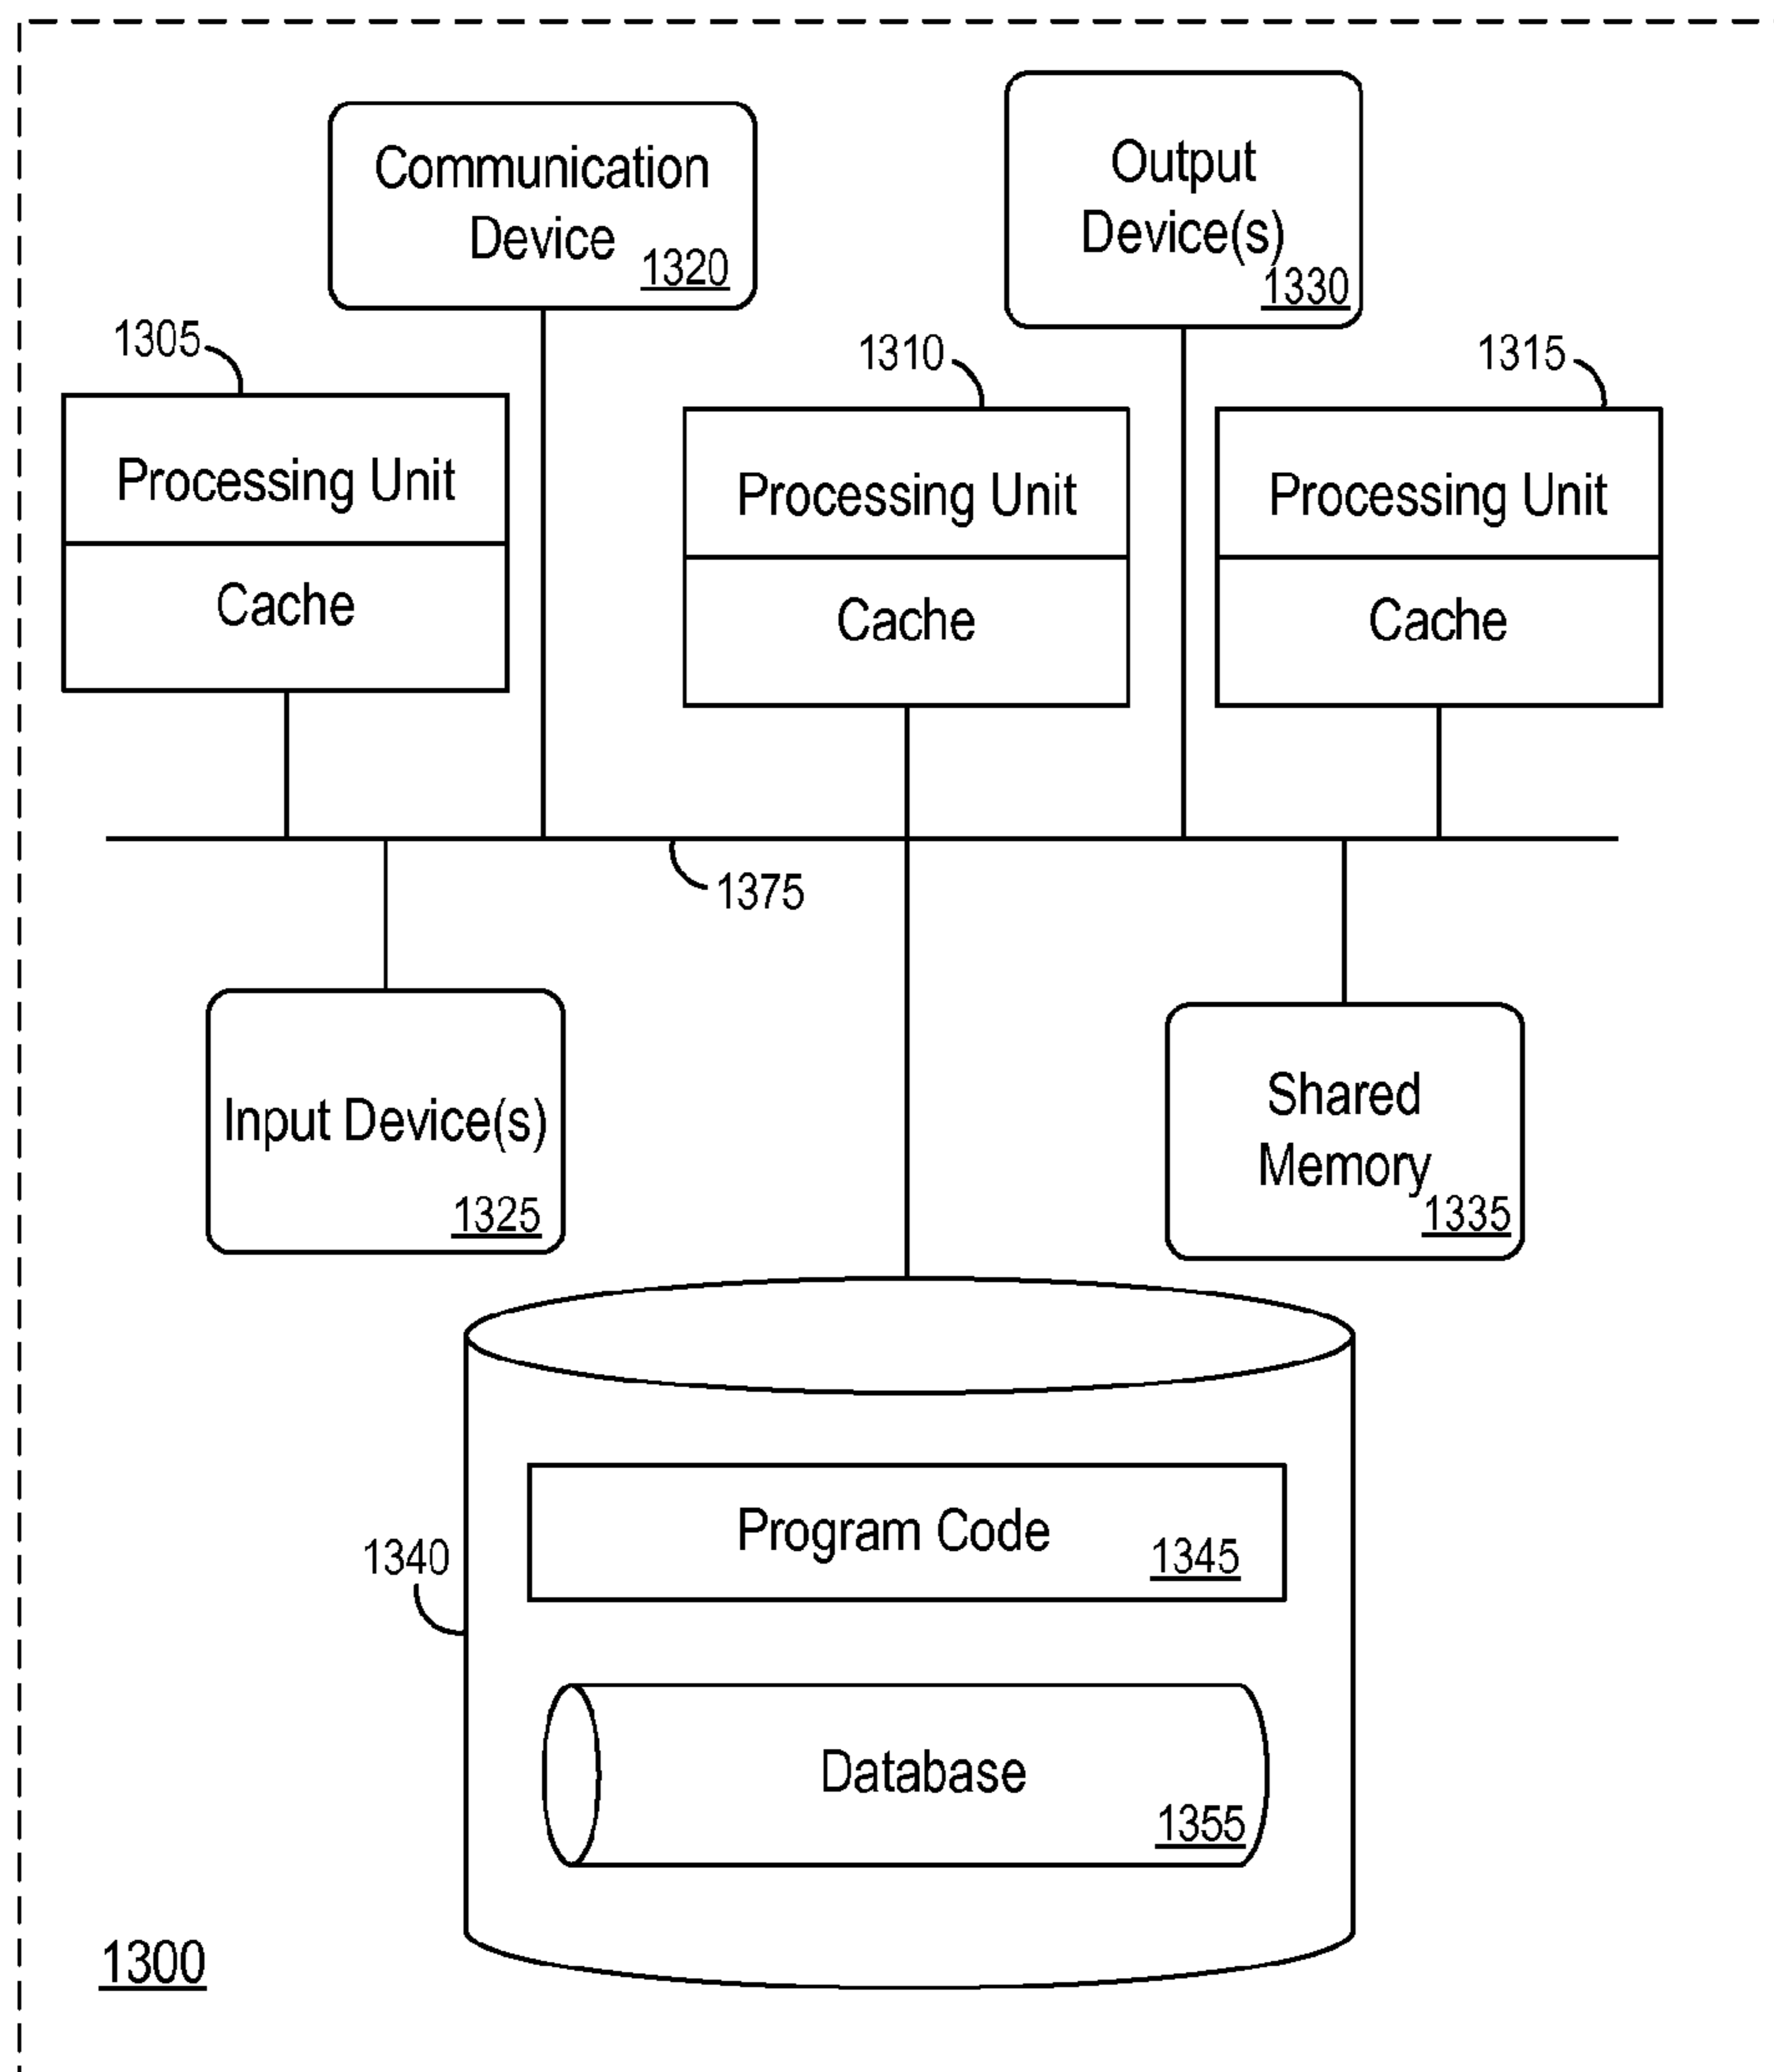 Communication
Device
1320
Output
Device(s)
1330
1305
Processing Unit
Cache
1310
Processing Unit
Cache
1315
Processing Unit
Cache
1375
Input Device(s)
1325
Shared
Memory
1335
1340
Program Code
1345
Database
1355
1300